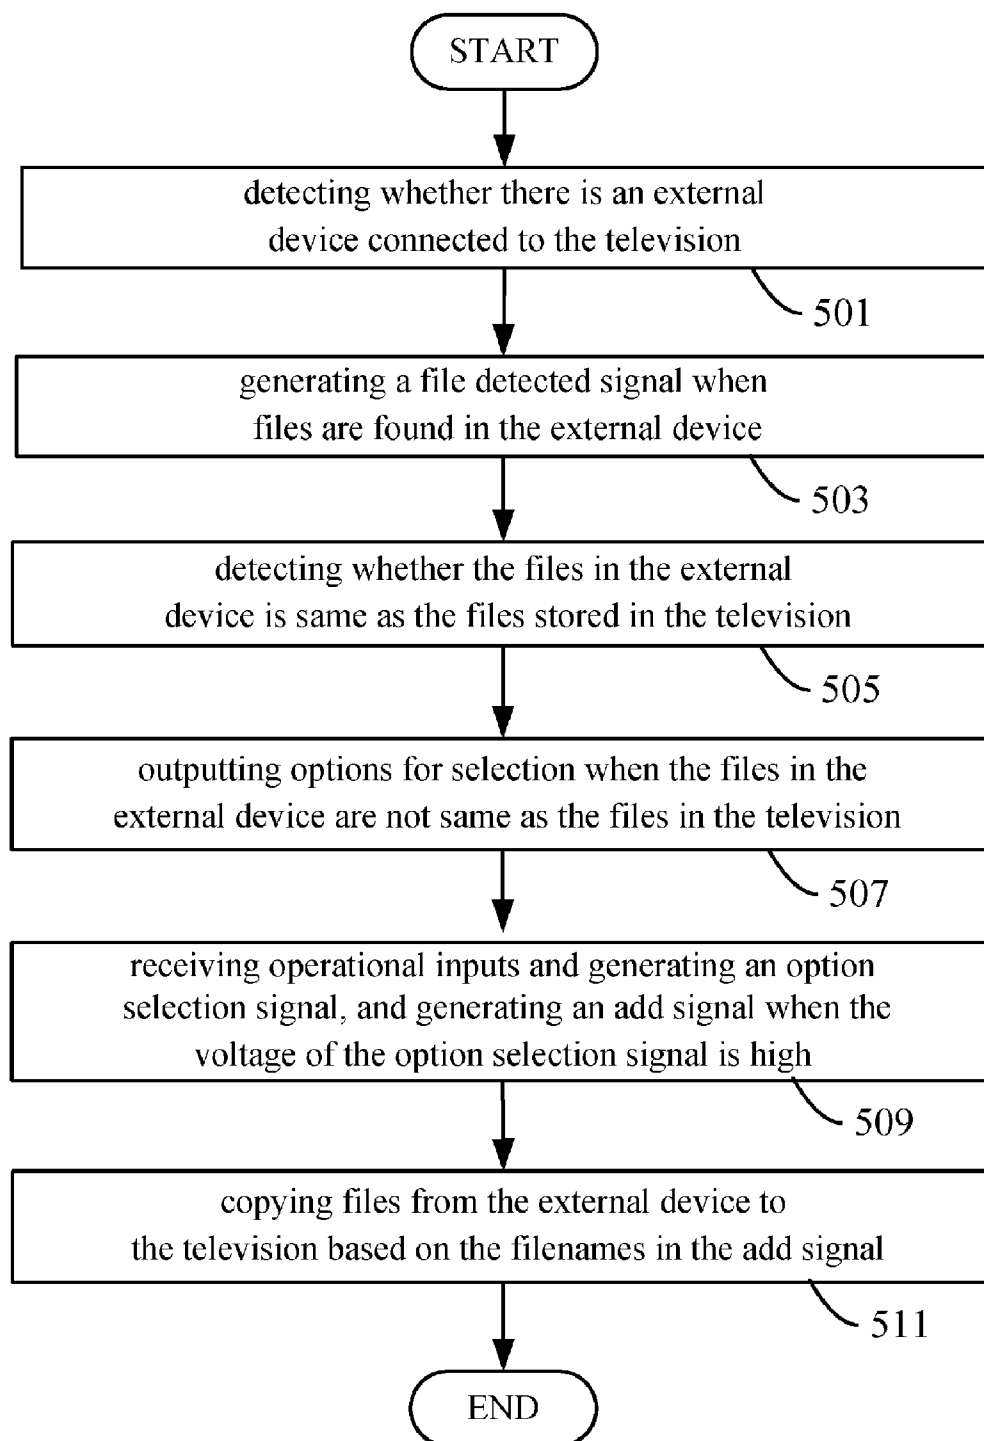 START
detecting whether there is an external
device connected to the television
501
generating a file detected signal when
files are found in the external device
503
detecting whether the files in the external
device is same as the files stored in the television
505
outputting options for selection when the files in the
external device are not same as the files in the television
507
receiving operational inputs and generating an option
selection signal, and generating an add signal when the
voltage of the option selection signal is high
509
copying files from the external device to
the television based on the filenames in the add signal
511
END